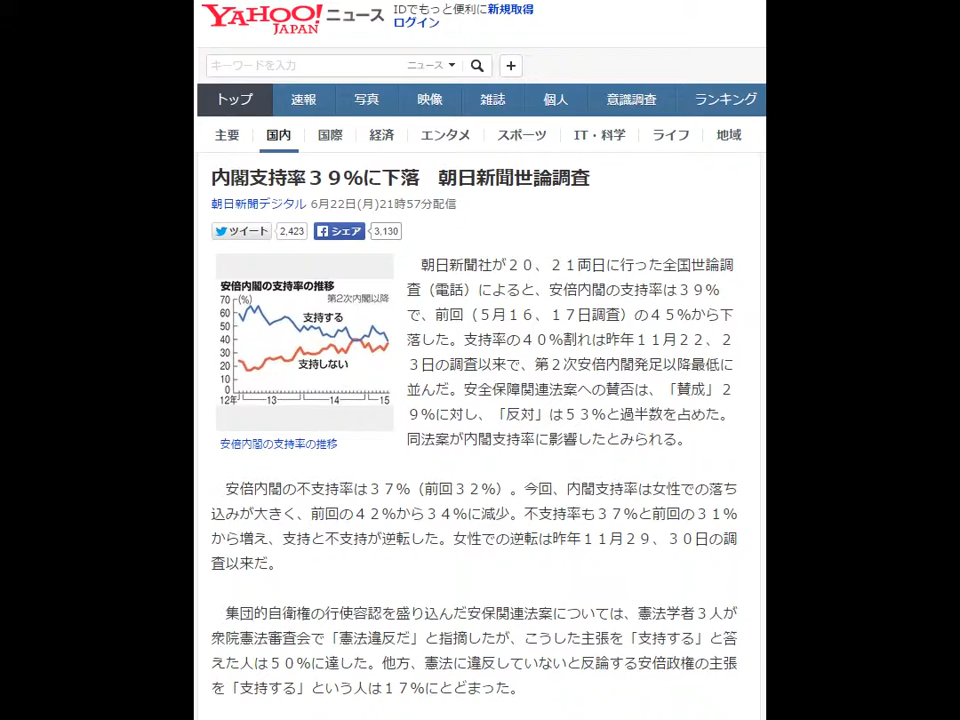 YAHOO! JAPAN ニュース
IDでもっと便利に新規取得
ログイン
キーワードを入力 ニュース
トップ 速報 写真 映像 雑誌 個人 意識調査 ランキング
主要 国内 国際 経済 エンタメ スポーツ IT・科学 ライフ 地域
内閣支持率３９％に下落　朝日新聞世論調査
朝日新聞デジタル 6月22日(月)21時57分配信
ツイート 2,423 シェア 3,130
安倍内閣の支持率の推移
第2次内閣以降
70 (%)
60
50
40
30
20
10
0
支持する
支持しない
12年 13 14 15
安倍内閣の支持率の推移
朝日新聞社が２０、２１両日に行った全国世論調
査（電話）によると、安倍内閣の支持率は３９％
で、前回（５月１６、１７日調査）の４５％から下
落した。支持率の４０％割れは昨年１１月２２、２
３日の調査以来で、第２次安倍内閣発足以降最低に
並んだ。安全保障関連法案への賛否は、「賛成」２
９％に対し、「反対」は５３％と過半数を占めた。
同法案が内閣支持率に影響したとみられる。
安倍内閣の不支持率は３７％（前回３２％）。今回、内閣支持率は女性での落ち
込みが大きく、前回の４２％から３４％に減少。不支持率も３７％と前回の３１％
から増え、支持と不支持が逆転した。女性での逆転は昨年１１月２９、３０日の調
査以来だ。
集団的自衛権の行使容認を盛り込んだ安保関連法案については、憲法学者３人が
衆院憲法審査会で「憲法違反だ」と指摘したが、こうした主張を「支持する」と答
えた人は５０％に達した。他方、憲法に違反していないと反論する安倍政権の主張
を「支持する」という人は１７％にとどまった。